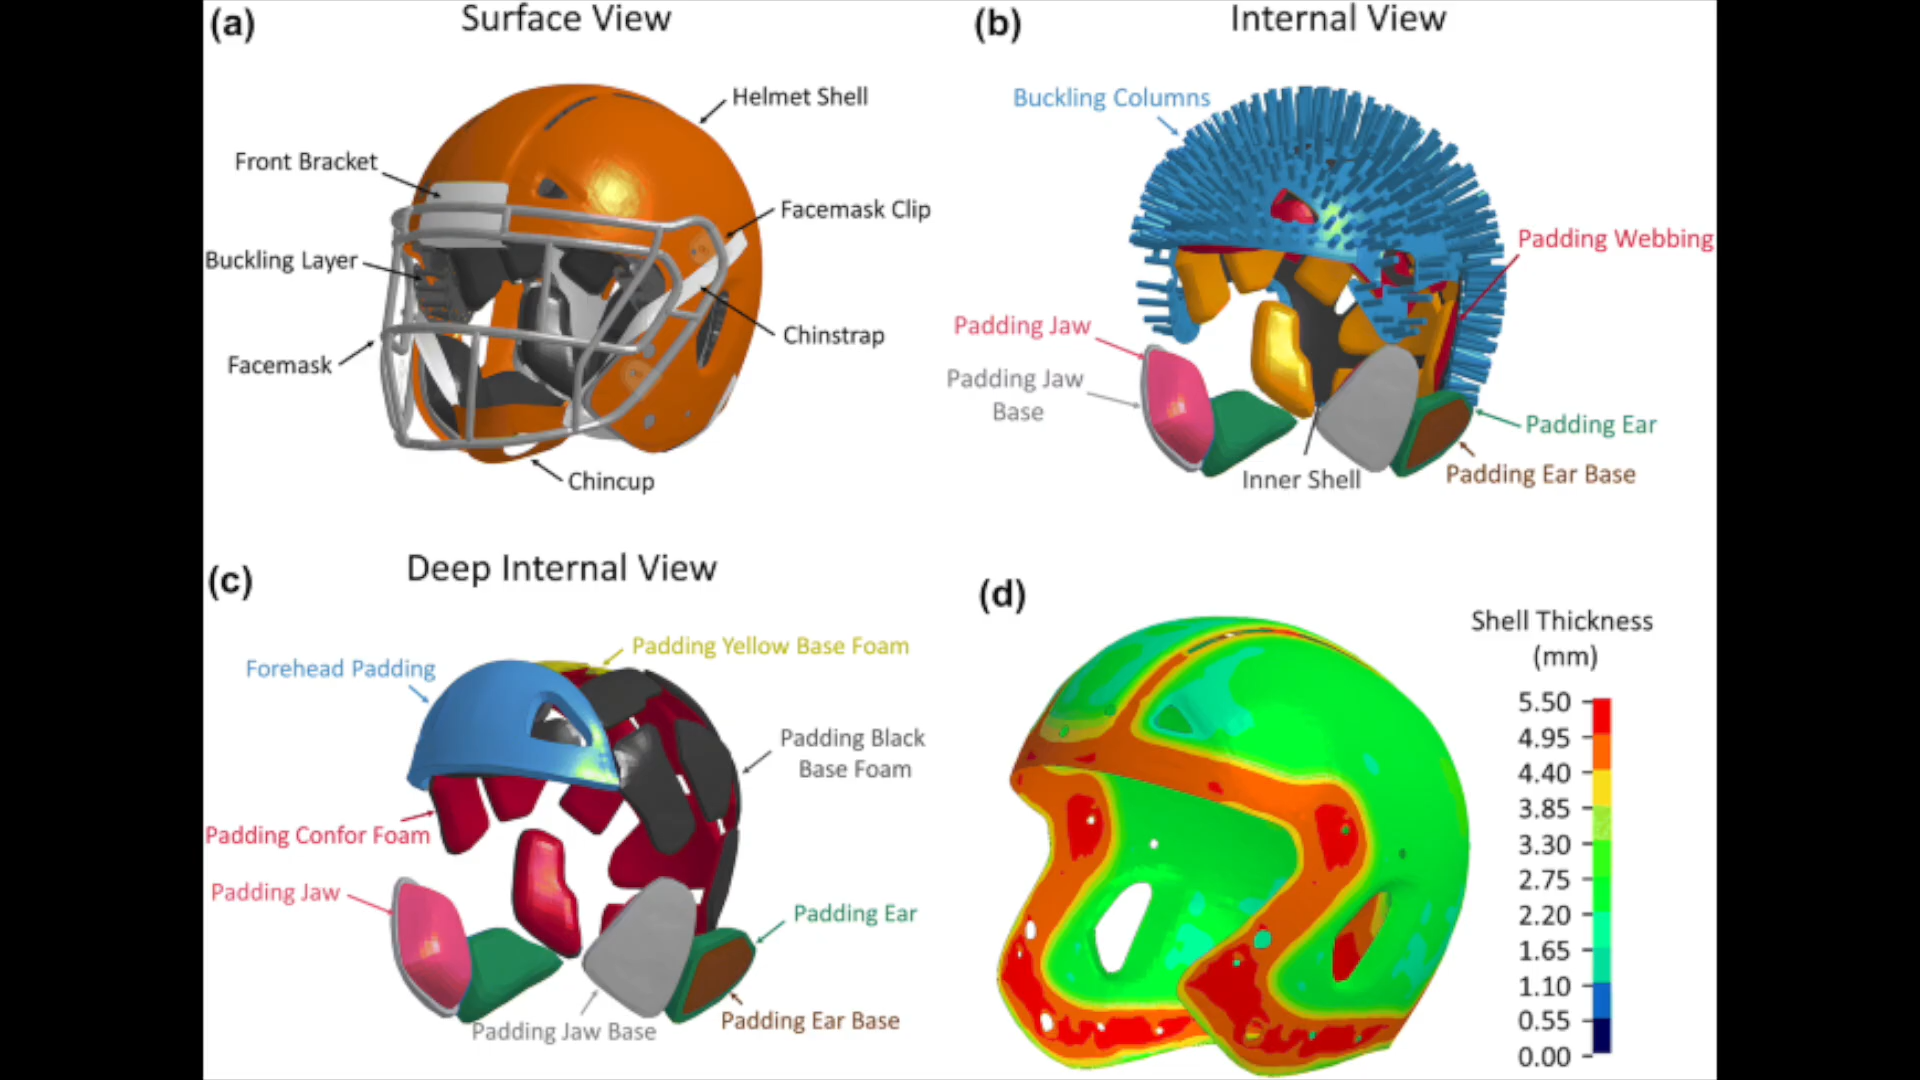 (a)
Surface View
Helmet Shell
Front Bracket
Facemask Clip
Buckling Layer
Chinstrap
Facemask
Chincup
(b)
Internal View
Buckling Columns
Padding Webbing
Padding Jaw
Padding Jaw
Base
Padding Ear
Inner Shell
Padding Ear Base
(c)
Deep Internal View
Padding Yellow Base Foam
Forehead Padding
Padding Black
Base Foam
Padding Confor Foam
Padding Jaw
Padding Ear
Padding Jaw Base
Padding Ear Base
(d)
Shell Thickness
(mm)
5.50
4.95
4.40
3.85
3.30
2.75
2.20
1.65
1.10
0.55
0.00